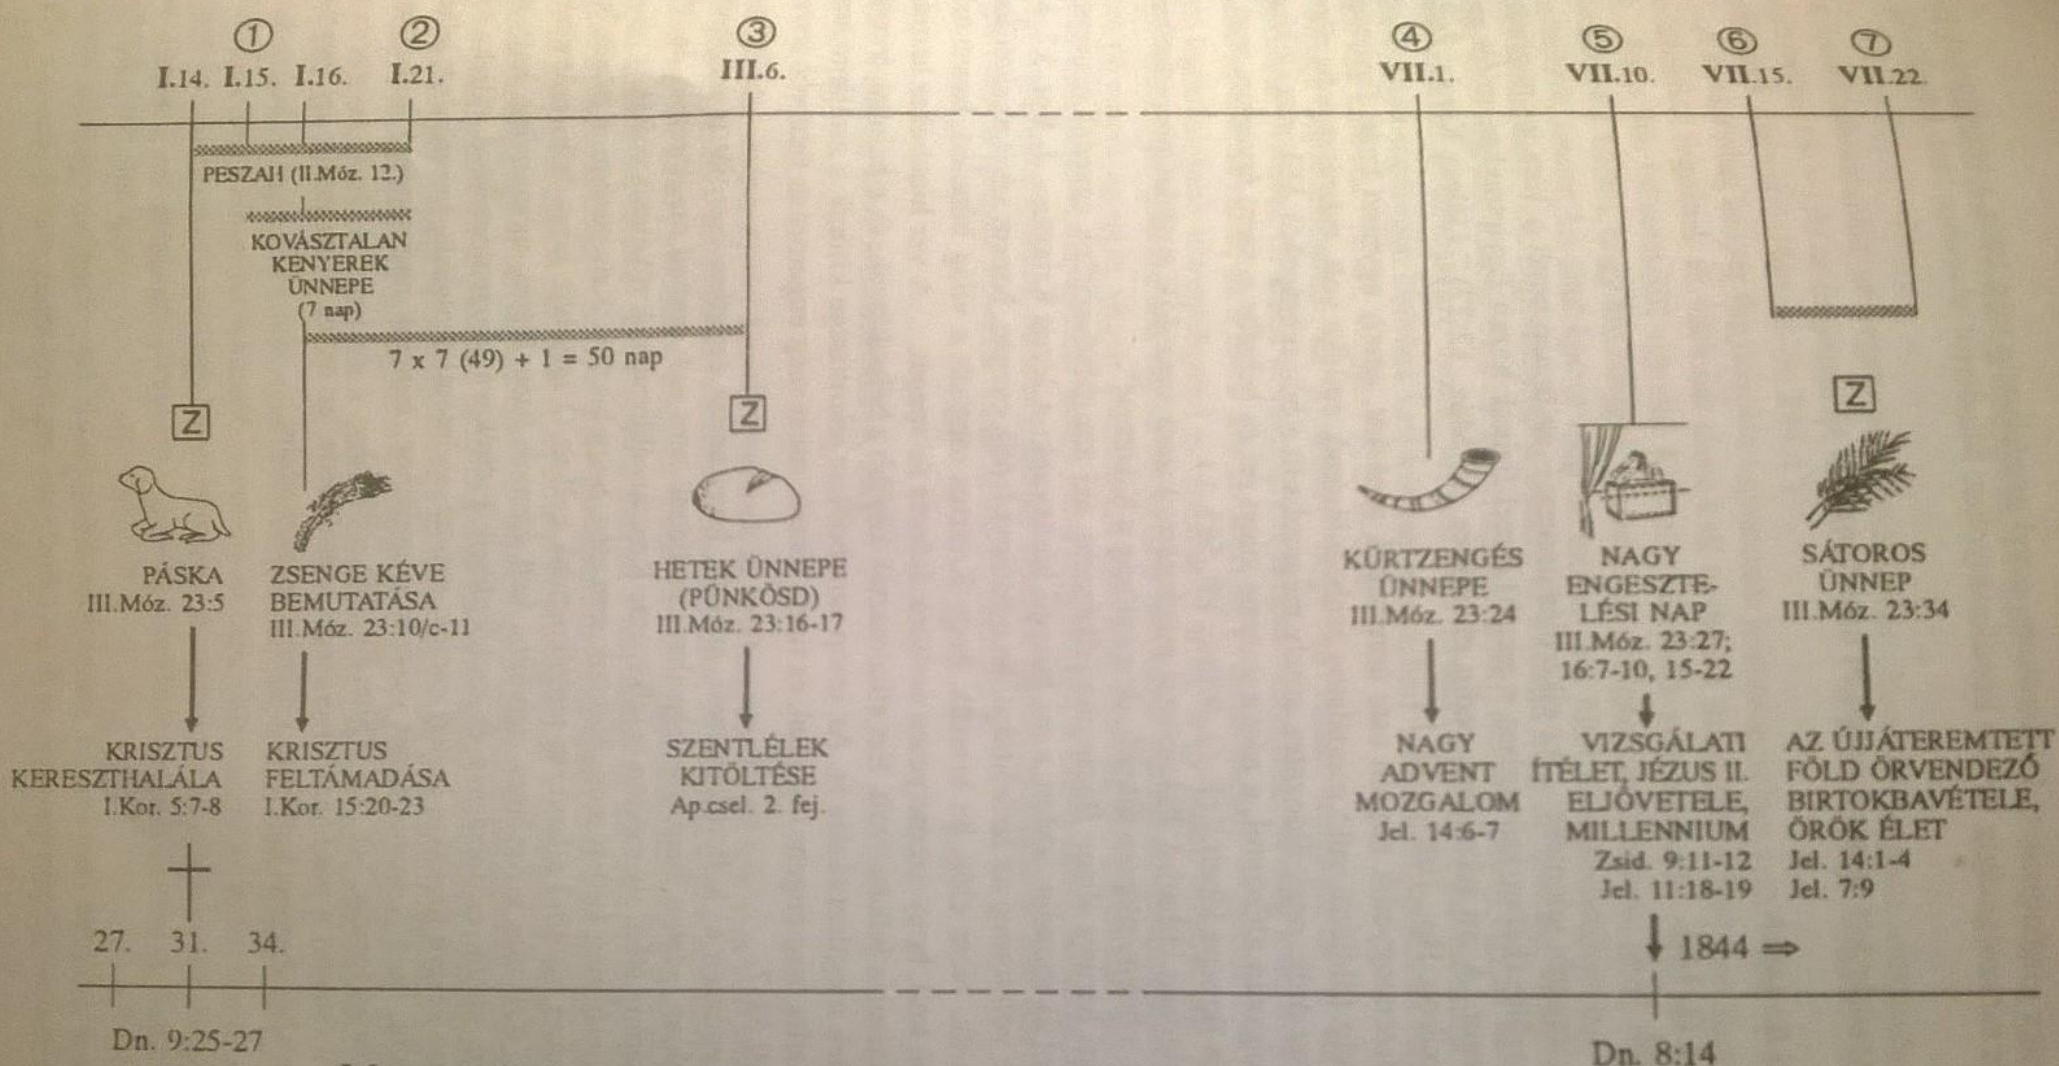 ① ② ③ ④ ⑤ ⑥ ⑦
I.14. I.15. I.16. I.21. III.6. VII.1. VII.10. VII.15. VII.22.
PESZAH (II.Móz. 12.)
KOVÁSZTALAN
KENYEREK
ÜNNEPE
(7 nap)
7 x 7 (49) + 1 = 50 nap
Z
Z
Z
PÁSKA
III.Móz. 23:5
KRISZTUS
KERESZTHALÁLA
I.Kor. 5:7-8
ZSENGE KÉVE
BEMUTATÁSA
III.Móz. 23:10/c-11
KRISZTUS
FELTÁMADÁSA
I.Kor. 15:20-23
HETEK ÜNNEPE
(PÜNKÖSD)
III.Móz. 23:16-17
SZENTLÉLEK
KITÖLTÉSE
Ap.csel. 2. fej.
KÜRTZENGÉS
ÜNNEPE
III.Móz. 23:24
NAGY
ADVENT
MOZGALOM
Jel. 14:6-7
NAGY
ENGESZTE-
LÉSI NAP
III.Móz. 23:27;
16:7-10, 15-22
VIZSGÁLATI
ÍTÉLET, JÉZUS II.
ELJÖVETELE,
MILLENNIUM
Zsid. 9:11-12
Jel. 11:18-19
SÁTOROS
ÜNNEP
III.Móz. 23:34
AZ ÚJJÁTEREMTETT
FÖLD ÖRVENDEZŐ
BIRTOKBAVÉTELE,
ÖRÖK ÉLET
Jel. 14:1-4
Jel. 7:9
27. 31. 34.
1844 ⇒
Dn. 9:25-27
Dn. 8:14